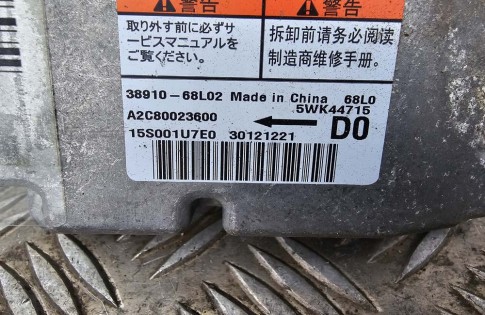 警告
警告
取り外す前に必ずサ
ービスマニュアルを
ご覧ください。
拆卸前请务必阅读
制造商维修手册.
38910-68L02 Made in China 68L0
5WK44715
A2C80023600
D0
15S001U7E0 30121221